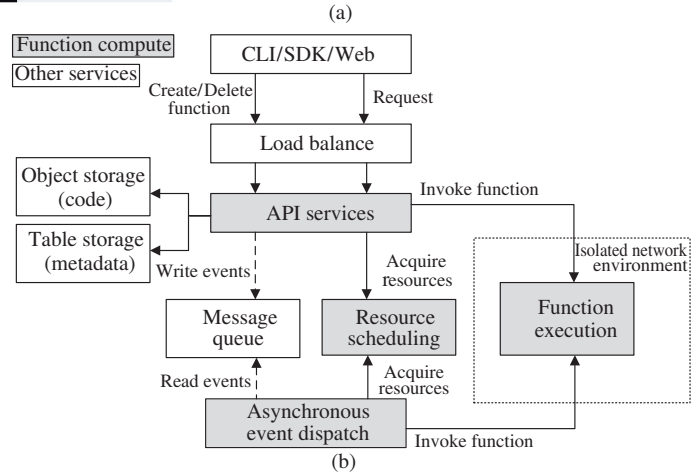 (a)
Function compute
Other services
CLI/SDK/Web
Create/Delete
function
Request
Load balance
Object storage
(code)
Table storage
(metadata)
API services
Invoke function
Write events
Acquire
resources
Isolated network
environment
Message
queue
Resource
scheduling
Function
execution
Read events
Acquire
resources
Asynchronous
event dispatch
Invoke function
(b)